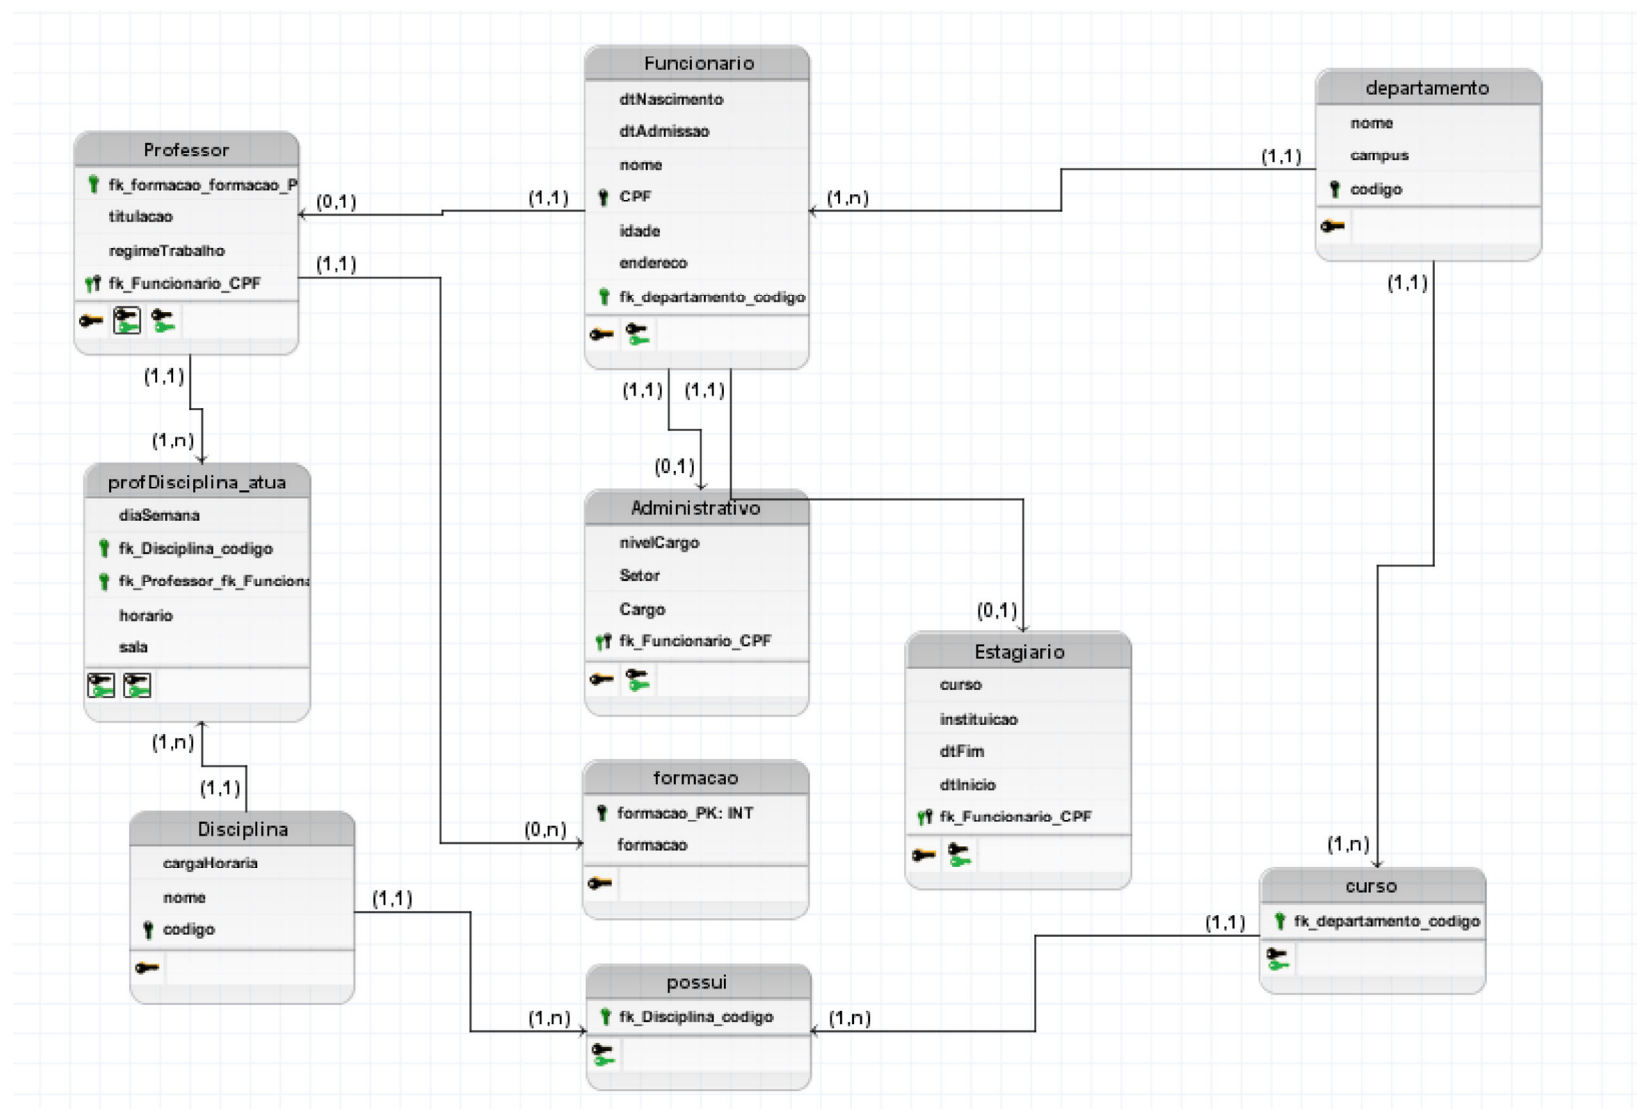 Funcionario
dtNascimento
dtAdmissao
nome
CPF
idade
endereco
fk_departamento_codigo
departamento
nome
campus
codigo
Professor
fk_formacao_formacao_P
titulacao
regimeTrabalho
fk_Funcionario_CPF
(0,1)
(1,1)
(1,n)
(1,1)
(1,1)
(1,1)
(1,1)
(1,n)
(1,1)
(1,1)
(0,1)
profDisciplina_atua
diaSemana
fk_Disciplina_codigo
fk_Professor_fk_Funciona
horario
sala
Administrativo
nivelCargo
Setor
Cargo
fk_Funcionario_CPF
(0,1)
Estagiario
curso
instituicao
dtFim
dtInicio
fk_Funcionario_CPF
(1,n)
(1,1)
formacao
formacao_PK: INT
formacao
(0,n)
Disciplina
cargaHoraria
nome
codigo
(1,1)
(1,n)
curso
fk_departamento_codigo
(1,1)
possui
fk_Disciplina_codigo
(1,n)
(1,n)